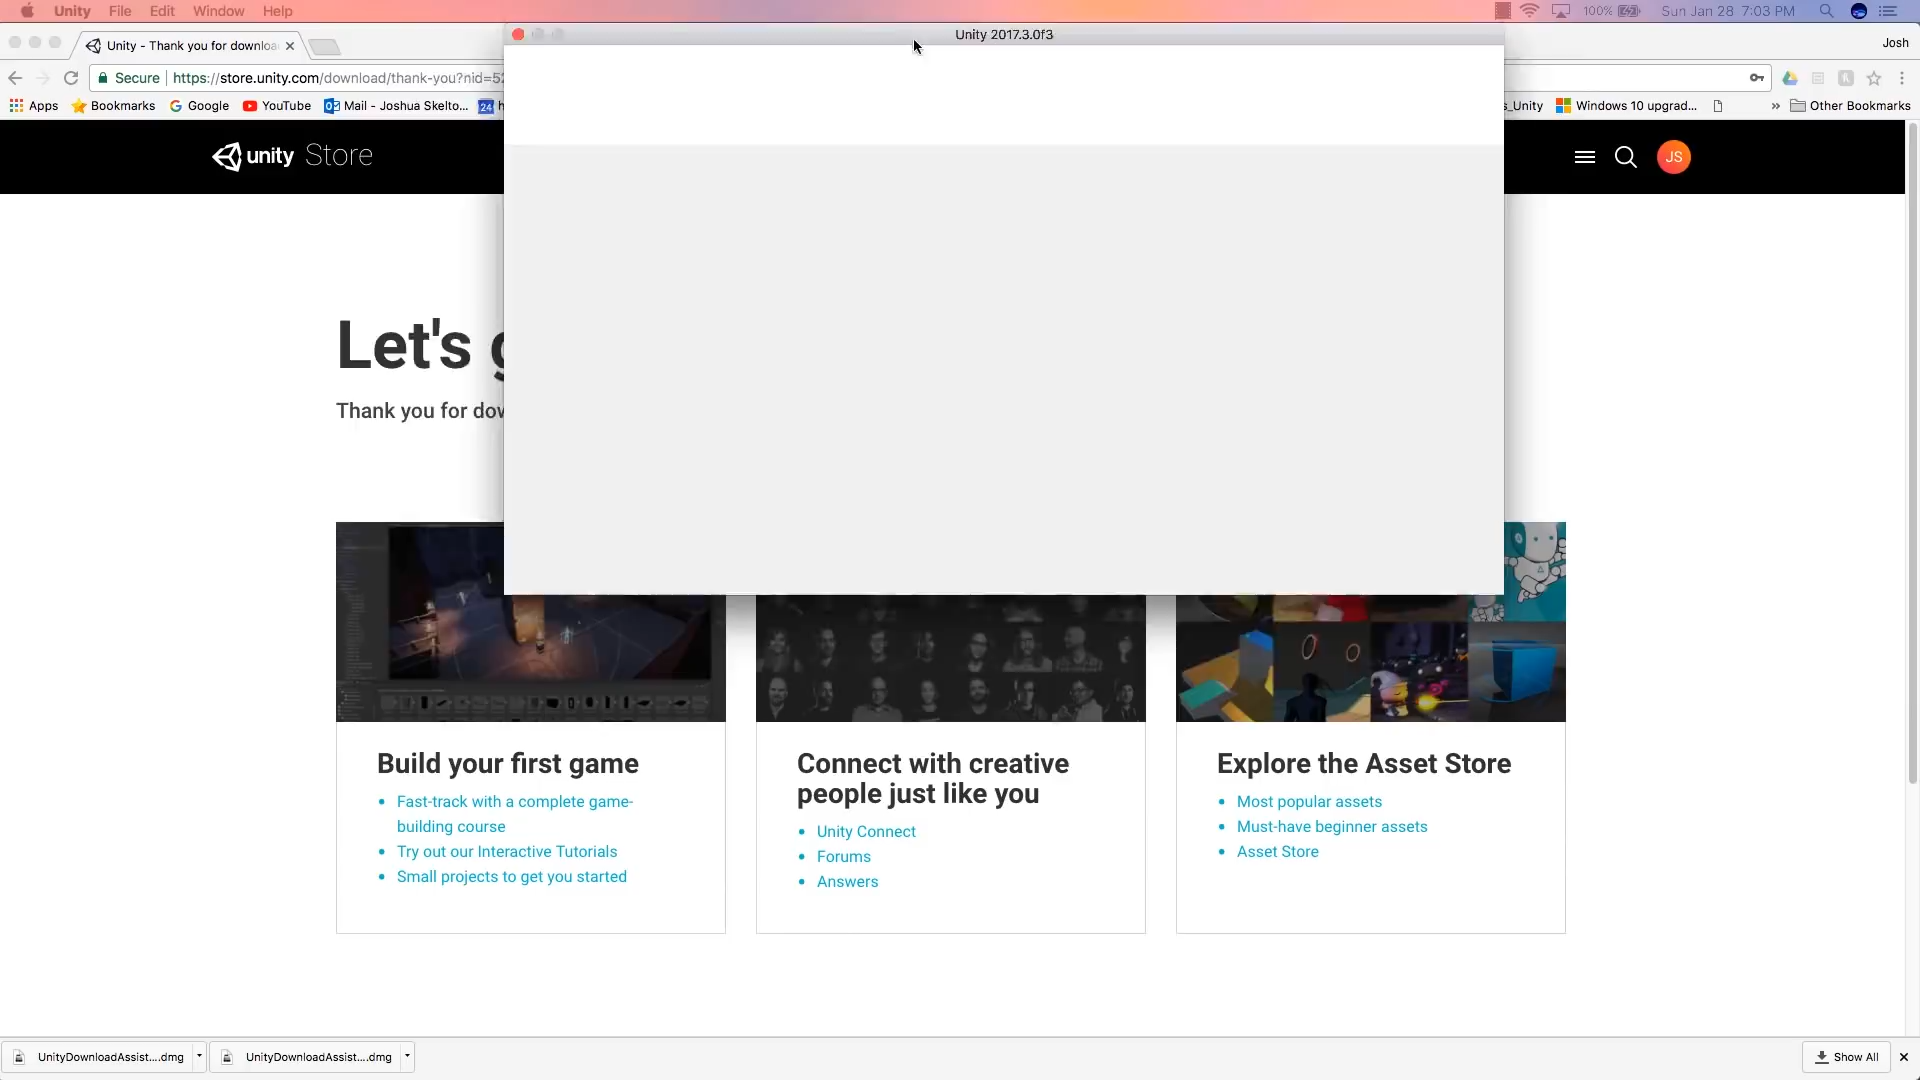 Unity File Edit Window Help 100% Sun Jan 28 7:03 PM
Unity - Thank you for downloa
Unity 2017.3.0f3
Josh
Secure https://store.unity.com/download/thank-you?nid=5
Apps Bookmarks Google YouTube Mail - Joshua Skelto... 24 s_Unity Windows 10 upgrad... » Other Bookmarks
unity Store
JS
Let's
Thank you for dow
Build your first game
Fast-track with a complete game-
building course
Try out our Interactive Tutorials
Small projects to get you started
Connect with creative
people just like you
Unity Connect
Forums
Answers
Explore the Asset Store
Most popular assets
Must-have beginner assets
Asset Store
UnityDownloadAssist....dmg UnityDownloadAssist....dmg Show All